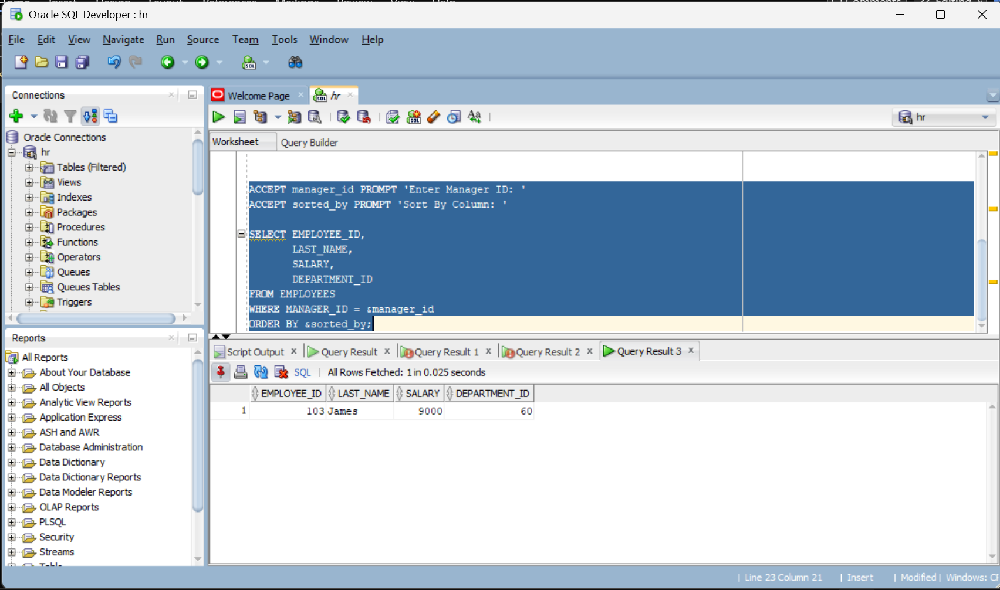 Oracle SQL Developer : hr
File Edit View Navigate Run Source Team Tools Window Help
Connections
Oracle Connections
hr
Tables (Filtered)
Views
Indexes
Packages
Procedures
Functions
Operators
Queues
Queues Tables
Triggers
Reports
All Reports
About Your Database
All Objects
Analytic View Reports
Application Express
ASH and AWR
Database Administration
Data Dictionary
Data Dictionary Reports
Data Modeler Reports
OLAP Reports
PLSQL
Security
Streams
Table
Welcome Page hr
hr
Worksheet Query Builder
ACCEPT manager_id PROMPT 'Enter Manager ID: '
ACCEPT sorted_by PROMPT 'Sort By Column: '
SELECT EMPLOYEE_ID,
LAST_NAME,
SALARY,
DEPARTMENT_ID
FROM EMPLOYEES
WHERE MANAGER_ID = &manager_id
ORDER BY &sorted_by;
Script Output Query Result Query Result 1 Query Result 2 Query Result 3
SQL | All Rows Fetched: 1 in 0.025 seconds
EMPLOYEE_ID LAST_NAME SALARY DEPARTMENT_ID
1 103 James 9000 60
| Line 23 Column 21 | Insert | Modified | Windows: